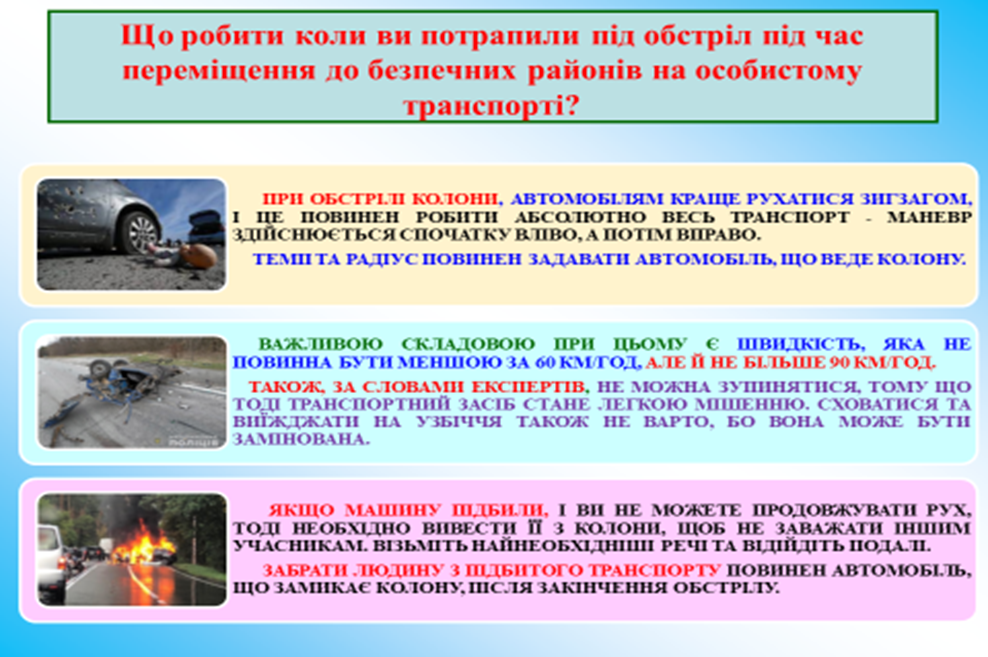 Що робити коли ви потрапили під обстріл під час
переміщення до безпечних районів на особистому
транспорті?
ПРИ ОБСТРІЛІ КОЛОНИ, АВТОМОБІЛЯМ КРАЩЕ РУХАТИСЯ ЗИГЗАГОМ,
І ЦЕ ПОВИНЕН РОБИТИ АБСОЛЮТНО ВЕСЬ ТРАНСПОРТ - МАНЕВР
ЗДІЙСНЮЄТЬСЯ СПОЧАТКУ ВЛІВО, А ПОТІМ ВПРАВО.
ТЕМП ТА РАДІУС ПОВИНЕН ЗАДАВАТИ АВТОМОБІЛЬ, ЩО ВЕДЕ КОЛОНУ.
ВАЖЛИВОЮ СКЛАДОВОЮ ПРИ ЦЬОМУ Є ШВИДКІСТЬ, ЯКА НЕ
ПОВИННА БУТИ МЕНШОЮ ЗА 60 КМ/ГОД, АЛЕ Й НЕ БІЛЬШЕ 90 КМ/ГОД.
ТАКОЖ, ЗА СЛОВАМИ ЕКСПЕРТІВ, НЕ МОЖНА ЗУПИНЯТИСЯ, ТОМУ ЩО
ТОДІ ТРАНСПОРТНИЙ ЗАСІБ СТАНЕ ЛЕГКОЮ МІШЕННЮ. СХОВАТИСЯ ТА
ВИЇЖДЖАТИ НА УЗБІЧЧЯ ТАКОЖ НЕ ВАРТО, БО ВОНА МОЖЕ БУТИ
ЗАМІНОВАНА.
ПОЛІЦІЯ
ЯКЩО МАШИНУ ПІДБИЛИ, І ВИ НЕ МОЖЕТЕ ПРОДОВЖУВАТИ РУХ,
ТОДІ НЕОБХІДНО ВИВЕСТИ ЇЇ З КОЛОНИ, ЩОБ НЕ ЗАВАЖАТИ ІНШИМ
УЧАСНИКАМ. ВІЗЬМІТЬ НАЙНЕОБХІДНІШІ РЕЧІ ТА ВІДІЙДІТЬ ПОДАЛІ.
ЗАБРАТИ ЛЮДИНУ З ПІДБИТОГО ТРАНСПОРТУ ПОВИНЕН АВТОМОБІЛЬ,
ЩО ЗАМИКАЄ КОЛОНУ, ПІСЛЯ ЗАКІНЧЕННЯ ОБСТРІЛУ.